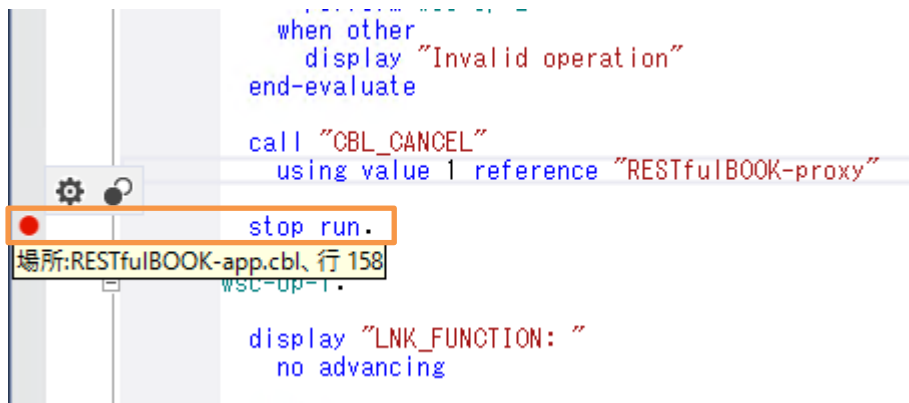 when other
display "Invalid operation"
end-evaluate
call "CBL_CANCEL"
using value 1 reference "RESTfulBOOK-proxy"
stop run.
場所:RESTfulBOOK-app.cbl、行 158
wsc-op-1.
display "LNK_FUNCTION: "
no advancing